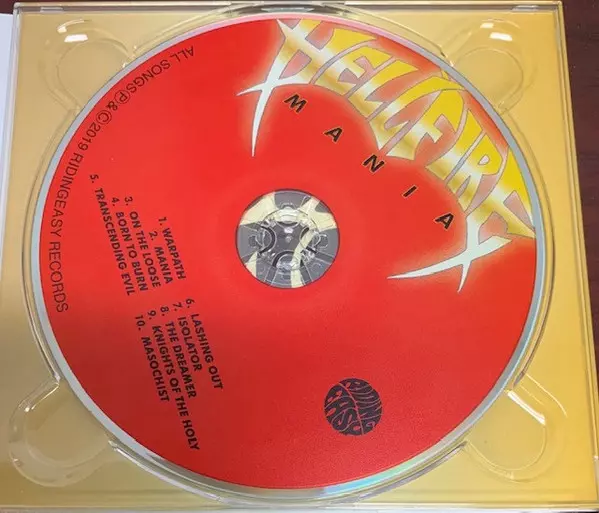 HELLFIRE
MANIA
ALL SONGS Ⓟ & © 2019 RIDINGEASY RECORDS
1. WARPATH
2. MANIA
3. ON THE LOOSE
4. BORN TO BURN
5. TRANSCENDING EVIL
6. LASHING OUT
7. ISOLATOR
8. THE DREAMER
9. KNIGHTS OF THE HOLY
10. MASOCHIST
RIDING
EASY